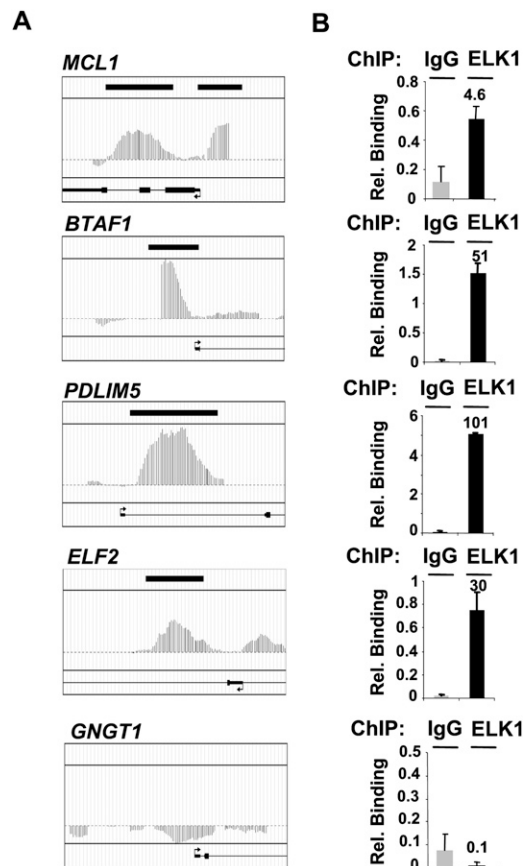 A
B
MCL1
ChIP: IgG ELK1
Rel. Binding
0.8
0.6
0.4
0.2
0
4.6
BTAF1
ChIP: IgG ELK1
Rel. Binding
2
1.5
1
0.5
0
51
PDLIM5
ChIP: IgG ELK1
Rel. Binding
6
4
2
0
101
ELF2
ChIP: IgG ELK1
Rel. Binding
1
0.8
0.6
0.4
0.2
0
30
GNGT1
ChIP: IgG ELK1
Rel. Binding
0.5
0.4
0.3
0.2
0.1
0
0.1